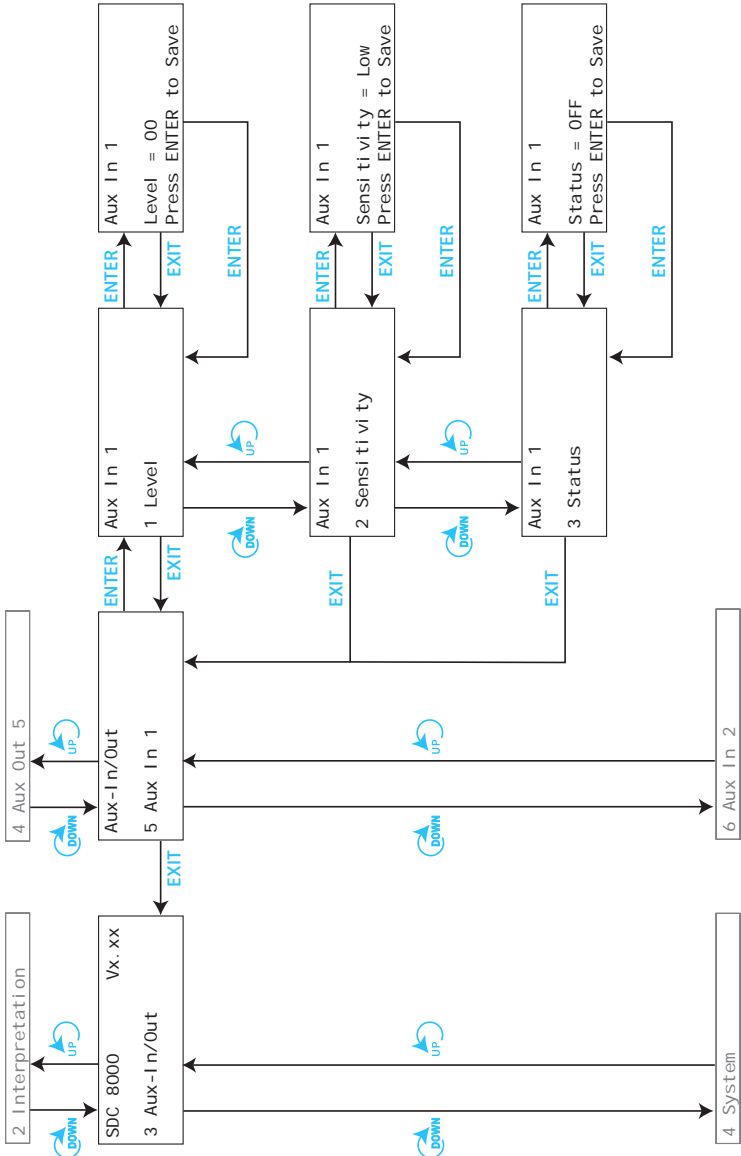 2 Interpretation
4 Aux Out 5
DOWN
UP
DOWN
UP
SDC 8000 Vx.xx
3 Aux-In/Out
EXIT
Aux-In/Out
5 Aux In 1
ENTER
EXIT
Aux In 1
1 Level
ENTER
EXIT
Aux In 1
Level = 00
Press ENTER to Save
DOWN
UP
ENTER
EXIT
Aux In 1
2 Sensitivity
ENTER
EXIT
Aux In 1
Sensitivity = Low
Press ENTER to Save
DOWN
UP
DOWN
UP
DOWN
UP
ENTER
EXIT
Aux In 1
3 Status
ENTER
EXIT
Aux In 1
Status = OFF
Press ENTER to Save
ENTER
4 System
6 Aux In 2